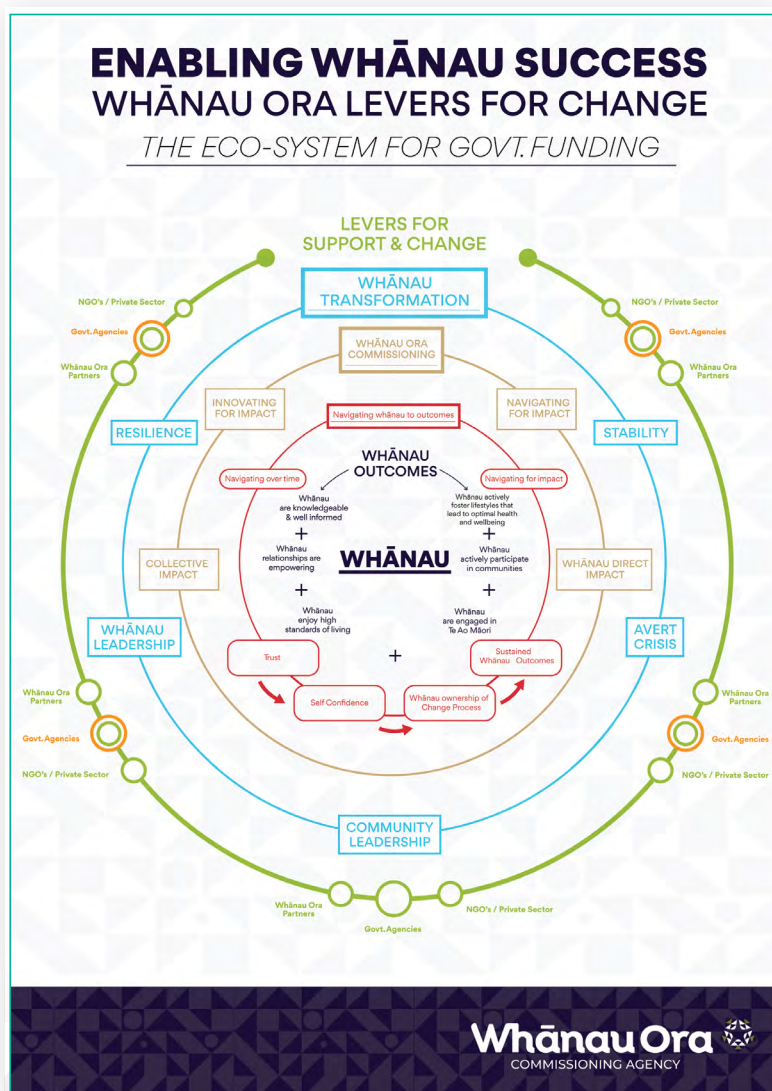 ENABLING WHĀNAU SUCCESS
WHĀNAU ORA LEVERS FOR CHANGE
THE ECO-SYSTEM FOR GOVT. FUNDING
LEVERS FOR
SUPPORT & CHANGE
WHĀNAU
TRANSFORMATION
NGO's / Private Sector
NGO's / Private Sector
Govt. Agencies
Govt. Agencies
Whānau Ora
Partners
Whānau Ora
Partners
WHĀNAU ORA
COMMISSIONING
INNOVATING
FOR IMPACT
NAVIGATING
FOR IMPACT
RESILIENCE
STABILITY
Navigating whānau to outcomes
WHĀNAU
OUTCOMES
Navigating over time
Navigating for impact
Whānau
are knowledgeable
& well informed
Whānau actively
foster lifestyles that
lead to optimal health
and wellbeing
+
+
Whānau
relationships are
empowering
WHĀNAU
Whānau
actively participate
in communities
COLLECTIVE
IMPACT
WHĀNAU DIRECT
IMPACT
+
+
Whānau
enjoy high
standards of living
Whānau
are engaged in
Te Ao Māori
WHĀNAU
LEADERSHIP
AVERT
CRISIS
Trust
+
Sustained
Whānau Outcomes
Self Confidence
Whānau ownership of
Change Process
Whānau Ora
Partners
Whānau Ora
Partners
Govt. Agencies
Govt. Agencies
NGO's / Private Sector
NGO's / Private Sector
COMMUNITY
LEADERSHIP
Whānau Ora
Partners
NGO's / Private Sector
Govt. Agencies
Whānau Ora
COMMISSIONING AGENCY